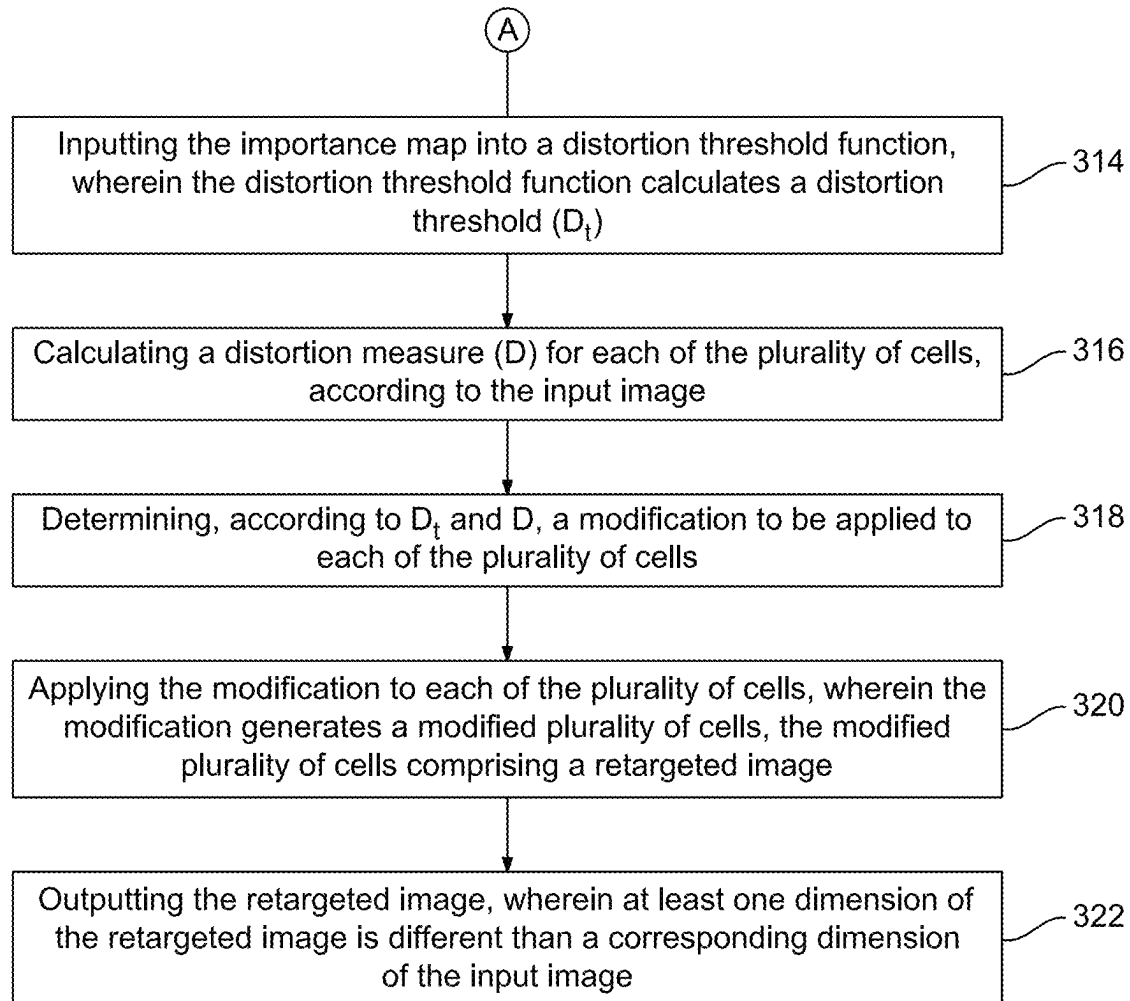 A
Inputting the importance map into a distortion threshold function,
wherein the distortion threshold function calculates a distortion
threshold (Dt)
314
Calculating a distortion measure (D) for each of the plurality of cells,
according to the input image
316
Determining, according to Dt and D, a modification to be applied to
each of the plurality of cells
318
Applying the modification to each of the plurality of cells, wherein the
modification generates a modified plurality of cells, the modified
plurality of cells comprising a retargeted image
320
Outputting the retargeted image, wherein at least one dimension of
the retargeted image is different than a corresponding dimension
of the input image
322